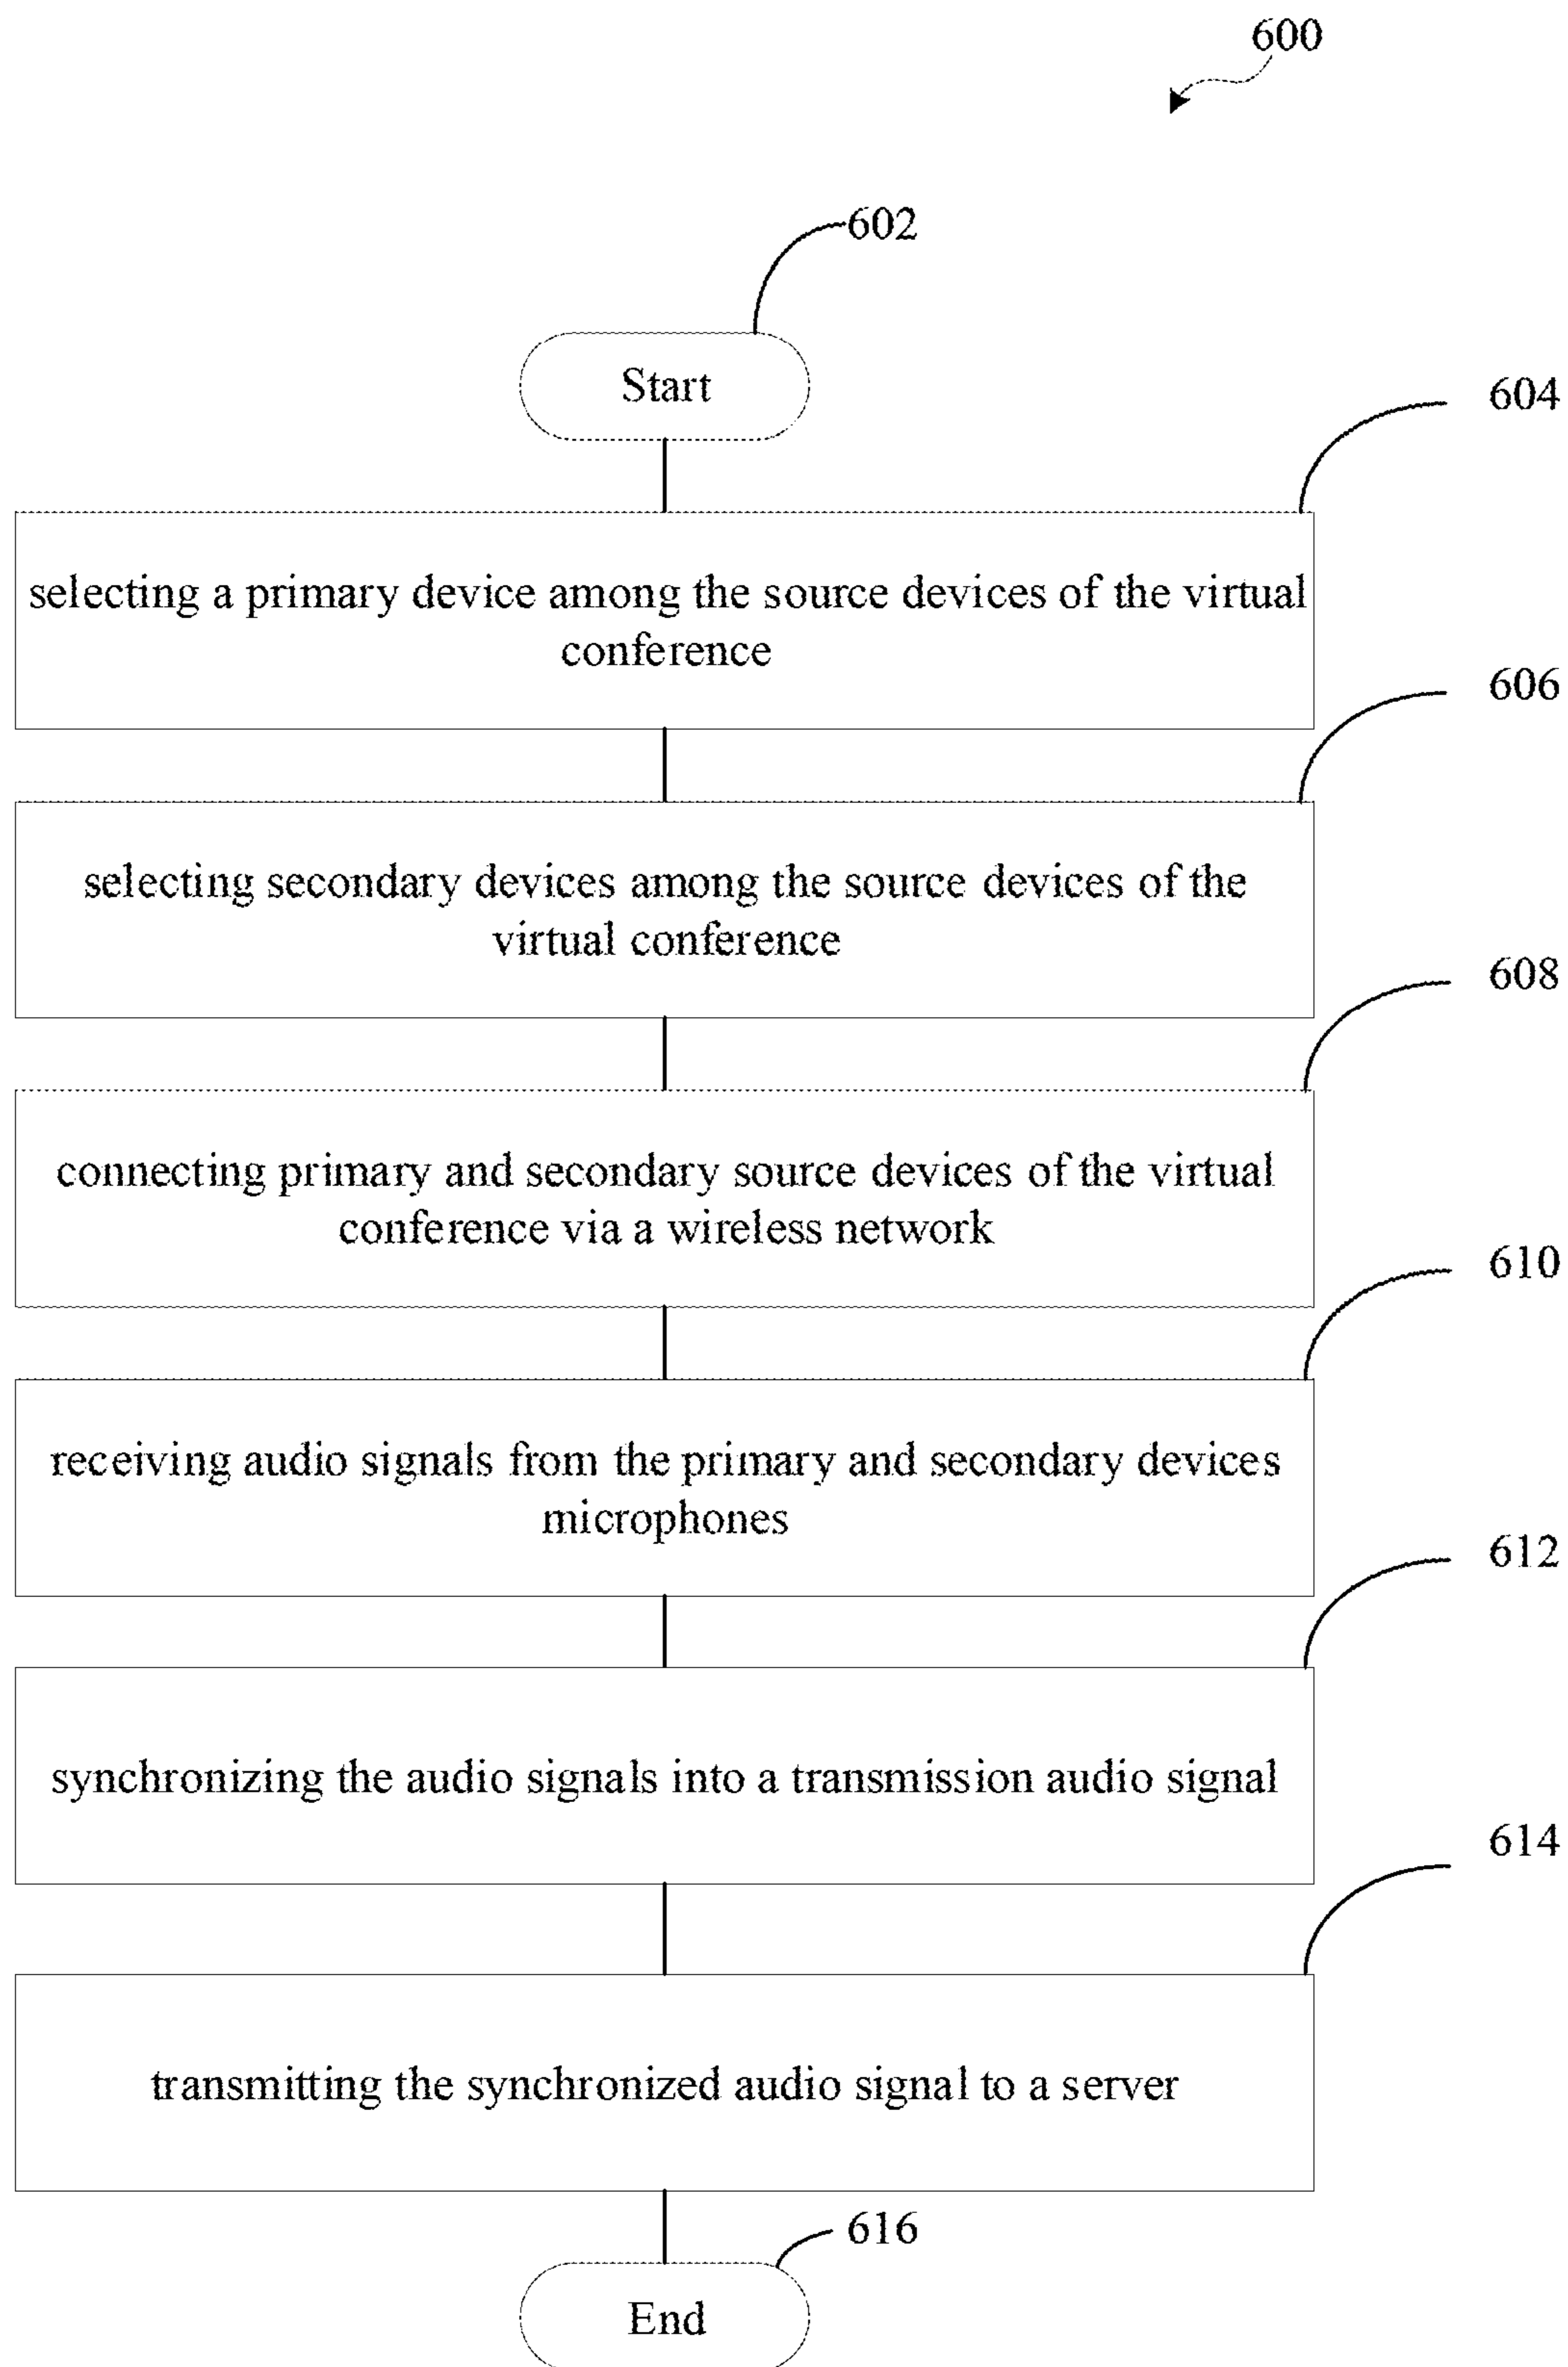 600
602
Start
604
selecting a primary device among the source devices of the virtual
conference
606
selecting secondary devices among the source devices of the
virtual conference
608
connecting primary and secondary source devices of the virtual
conference via a wireless network
610
receiving audio signals from the primary and secondary devices
microphones
612
synchronizing the audio signals into a transmission audio signal
614
transmitting the synchronized audio signal to a server
616
End